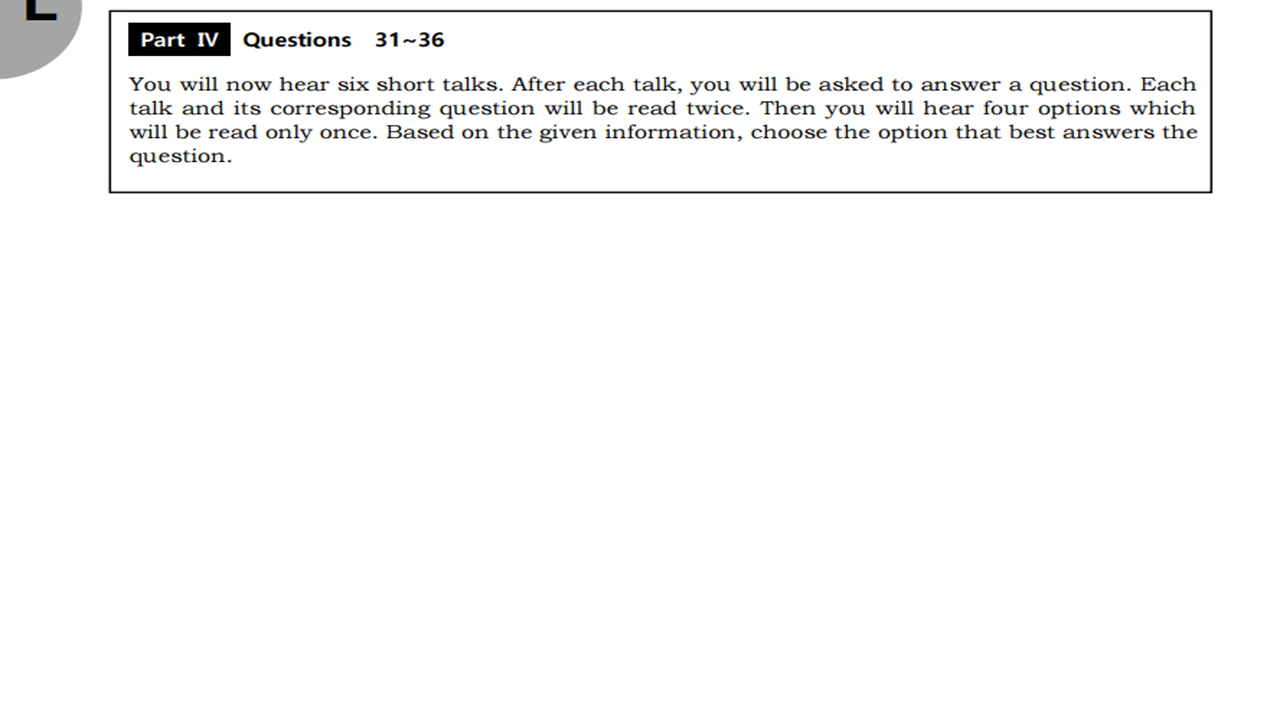 L
Part IV Questions 31~36
You will now hear six short talks. After each talk, you will be asked to answer a question. Each
talk and its corresponding question will be read twice. Then you will hear four options which
will be read only once. Based on the given information, choose the option that best answers the
question.